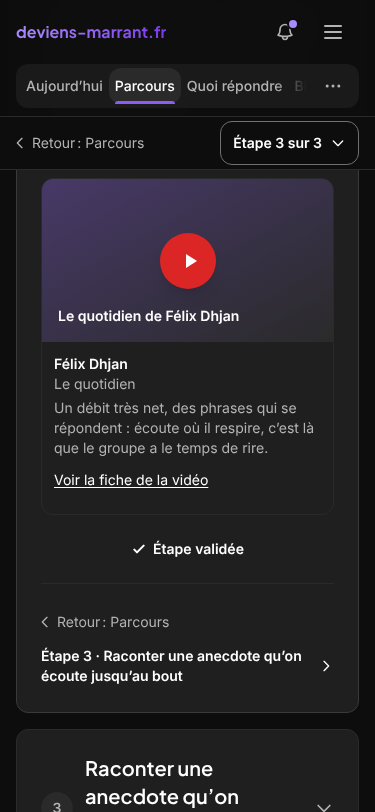 deviens-marrant.fr
Aujourd’hui Parcours Quoi répondre
Retour : Parcours
Étape 3 sur 3
Le quotidien de Félix Dhjan
Félix Dhjan
Le quotidien
Un débit très net, des phrases qui se
répondent : écoute où il respire, c’est là
que le groupe a le temps de rire.
Voir la fiche de la vidéo
Étape validée
Retour : Parcours
Étape 3 · Raconter une anecdote qu’on
écoute jusqu’au bout
Raconter une
3
anecdote qu’on